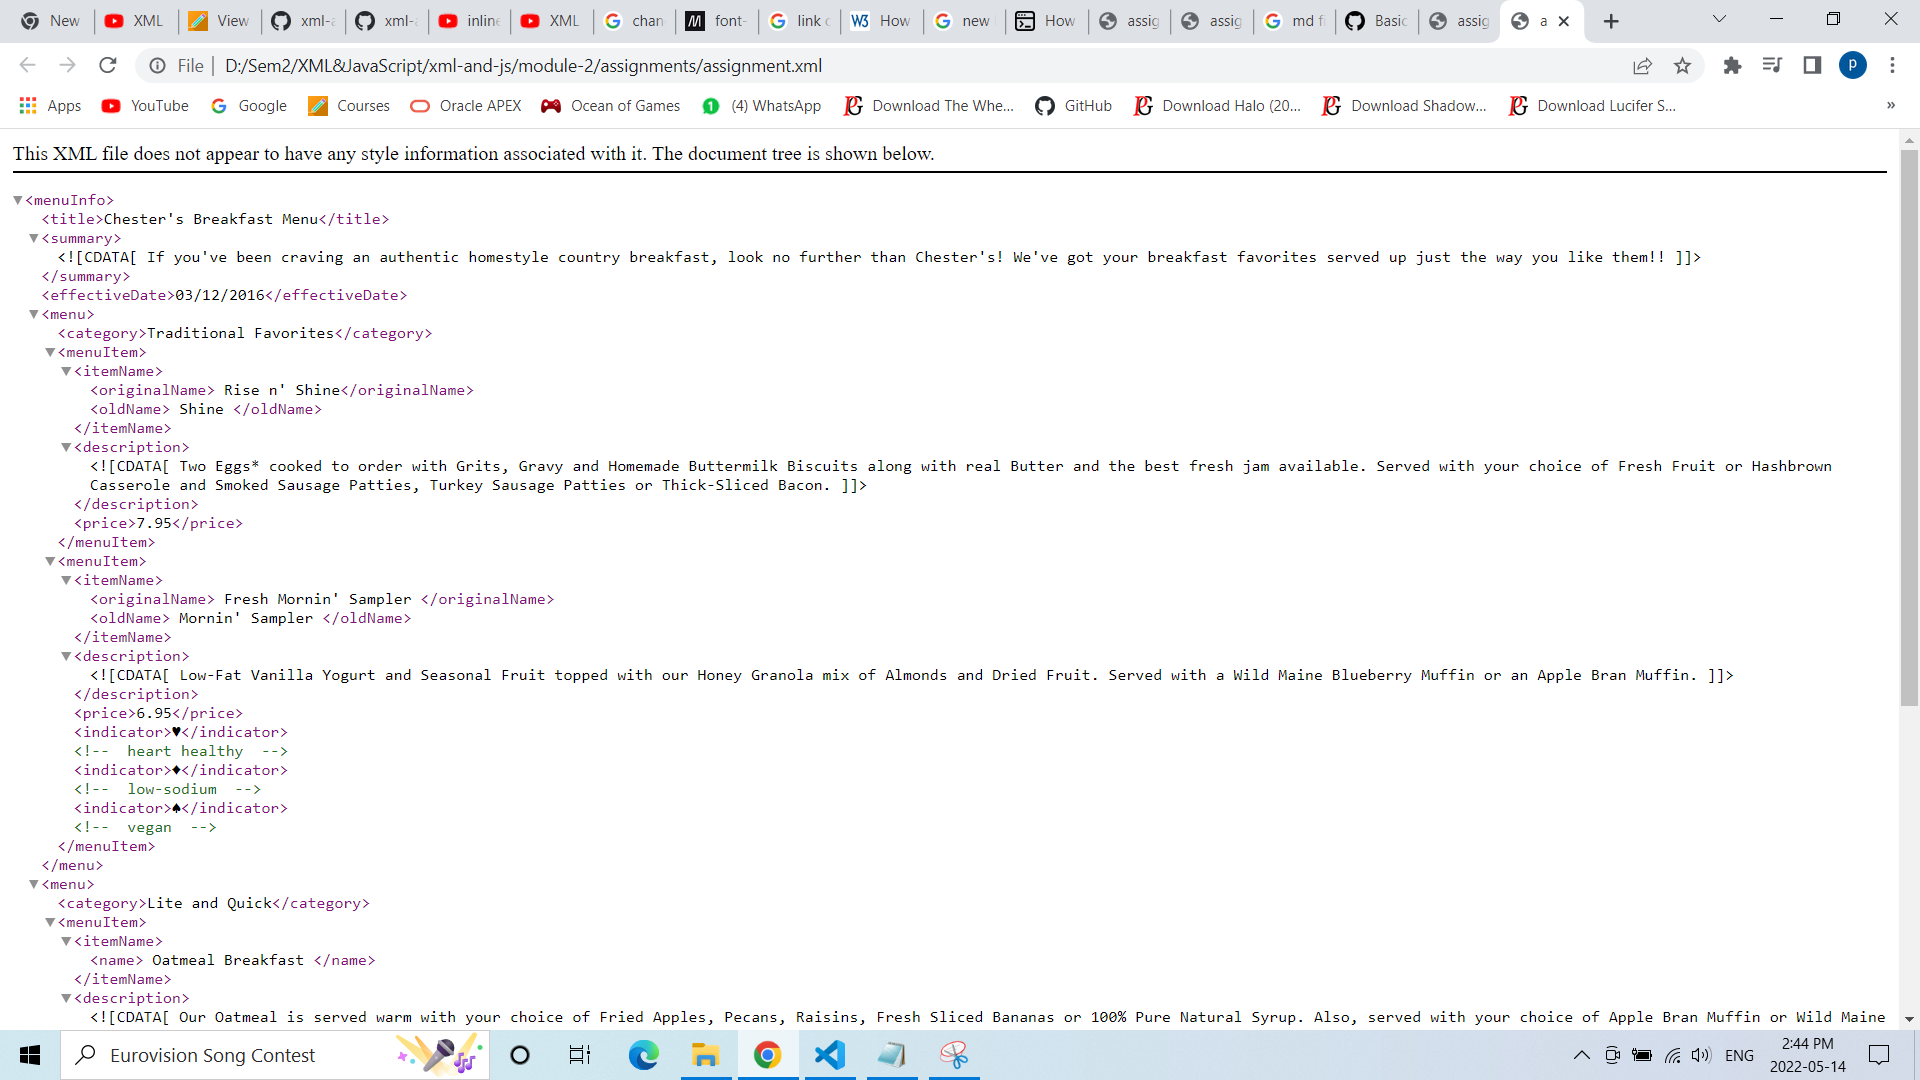 New
XML
View
xml-a
xml-a
inline
XML
chan
font-
link c
W3 How
new
How
assig
assig
md fi
Basic
assig
a
File | D:/Sem2/XML&JavaScript/xml-and-js/module-2/assignments/assignment.xml
P
Apps YouTube Google Courses Oracle APEX Ocean of Games 1 (4) WhatsApp Download The Whe... GitHub Download Halo (20... Download Shadow... Download Lucifer S... »
This XML file does not appear to have any style information associated with it. The document tree is shown below.
▼<menuInfo>
<title>Chester's Breakfast Menu</title>
▼<summary>
<![CDATA[ If you've been craving an authentic homestyle country breakfast, look no further than Chester's! We've got your breakfast favorites served up just the way you like them!! ]]>
</summary>
<effectiveDate>03/12/2016</effectiveDate>
▼<menu>
<category>Traditional Favorites</category>
▼<menuItem>
▼<itemName>
<originalName> Rise n' Shine</originalName>
<oldName> Shine </oldName>
</itemName>
▼<description>
<![CDATA[ Two Eggs* cooked to order with Grits, Gravy and Homemade Buttermilk Biscuits along with real Butter and the best fresh jam available. Served with your choice of Fresh Fruit or Hashbrown
Casserole and Smoked Sausage Patties, Turkey Sausage Patties or Thick-Sliced Bacon. ]]>
</description>
<price>7.95</price>
</menuItem>
▼<menuItem>
▼<itemName>
<originalName> Fresh Mornin' Sampler </originalName>
<oldName> Mornin' Sampler </oldName>
</itemName>
▼<description>
<![CDATA[ Low-Fat Vanilla Yogurt and Seasonal Fruit topped with our Honey Granola mix of Almonds and Dried Fruit. Served with a Wild Maine Blueberry Muffin or an Apple Bran Muffin. ]]>
</description>
<price>6.95</price>
<indicator>♥</indicator>
<!-- heart healthy -->
<indicator>♦</indicator>
<!-- low-sodium -->
<indicator>♠</indicator>
<!-- vegan -->
</menuItem>
</menu>
▼<menu>
<category>Lite and Quick</category>
▼<menuItem>
▼<itemName>
<name> Oatmeal Breakfast </name>
</itemName>
▼<description>
<![CDATA[ Our Oatmeal is served warm with your choice of Fried Apples, Pecans, Raisins, Fresh Sliced Bananas or 100% Pure Natural Syrup. Also, served with your choice of Apple Bran Muffin or Wild Maine
Eurovision Song Contest
ENG
2:44 PM
2022-05-14